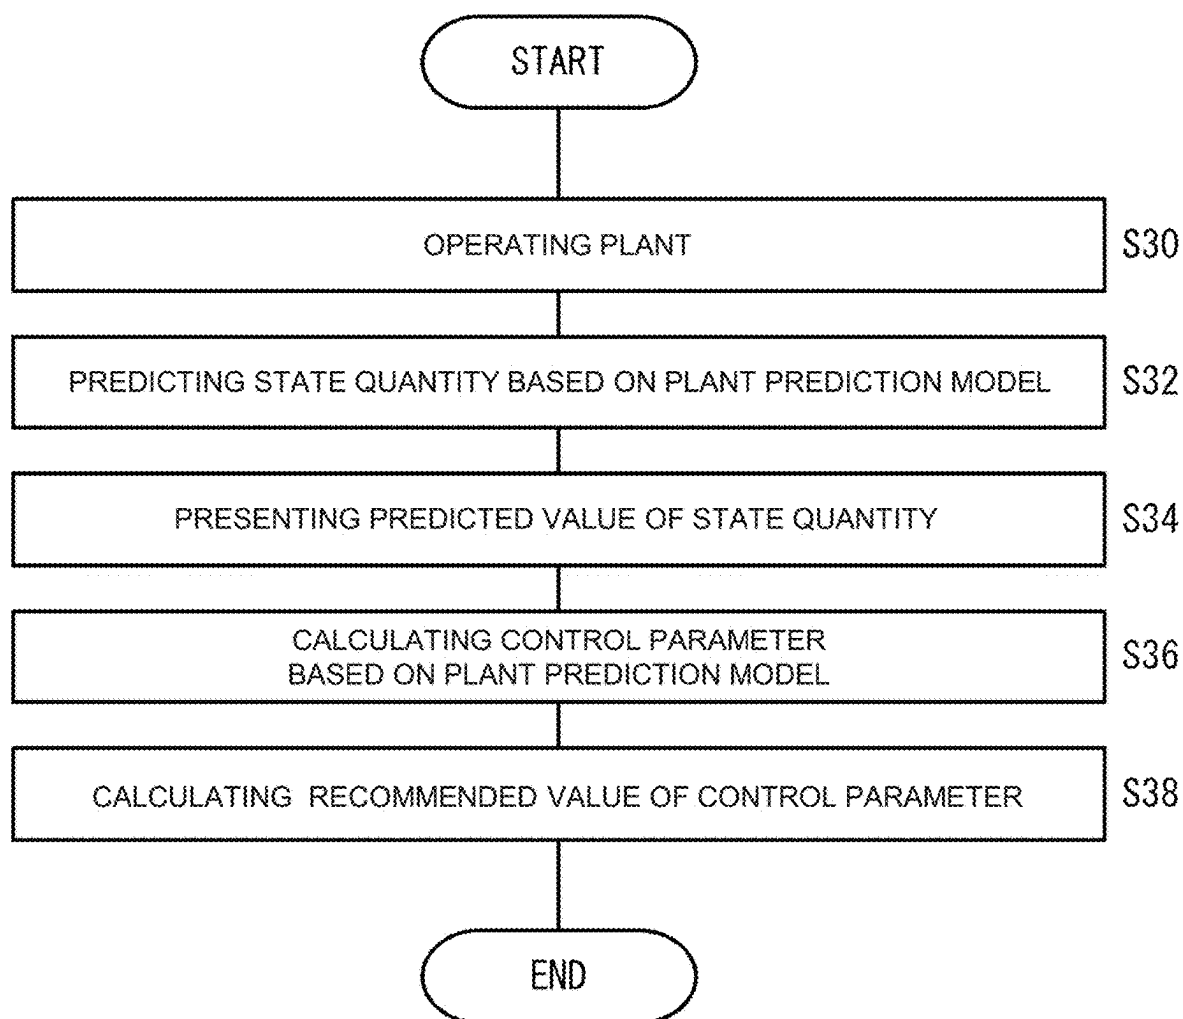 START
OPERATING PLANT
S30
PREDICTING STATE QUANTITY BASED ON PLANT PREDICTION MODEL
S32
PRESENTING PREDICTED VALUE OF STATE QUANTITY
S34
CALCULATING CONTROL PARAMETER
BASED ON PLANT PREDICTION MODEL
S36
CALCULATING RECOMMENDED VALUE OF CONTROL PARAMETER
S38
END